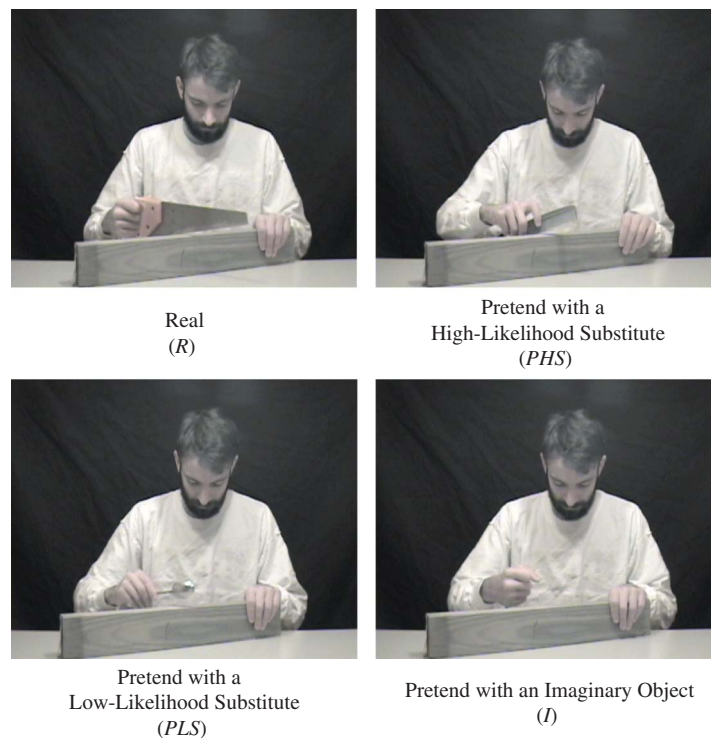 Real
(R)
Pretend with a
High-Likelihood Substitute
(PHS)
Pretend with a
Low-Likelihood Substitute
(PLS)
Pretend with an Imaginary Object
(I)